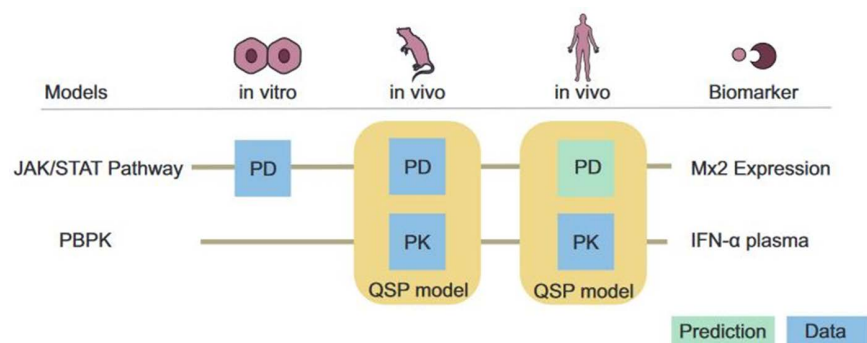 Models in vitro in vivo in vivo Biomarker
JAK/STAT Pathway PD PD PD Mx2 Expression
PBPK PK PK IFN-α plasma
QSP model QSP model
Prediction Data